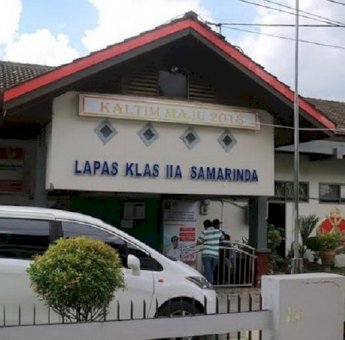 KALTIM MAJU 2018
LAPAS KLAS IIA SAMARINDA